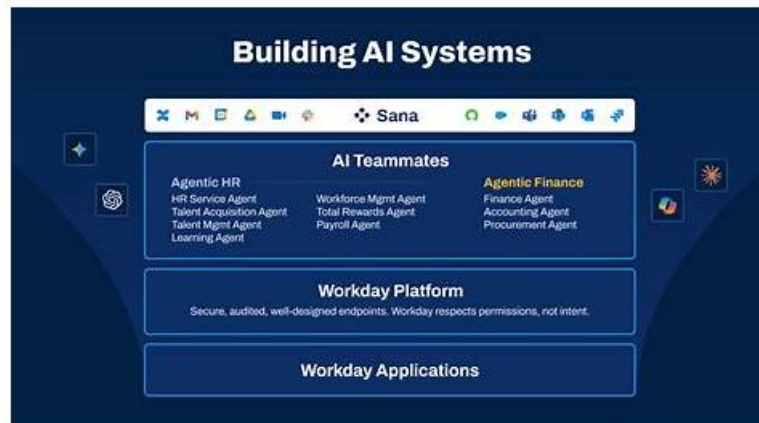 Building AI Systems
Sana
AI Teammates
Agentic HR
HR Service Agent
Talent Acquisition Agent
Talent Mgmt Agent
Learning Agent
Workforce Mgmt Agent
Total Rewards Agent
Payroll Agent
Agentic Finance
Finance Agent
Accounting Agent
Procurement Agent
Workday Platform
Secure, audited, well-designed endpoints. Workday respects permissions, not intent.
Workday Applications